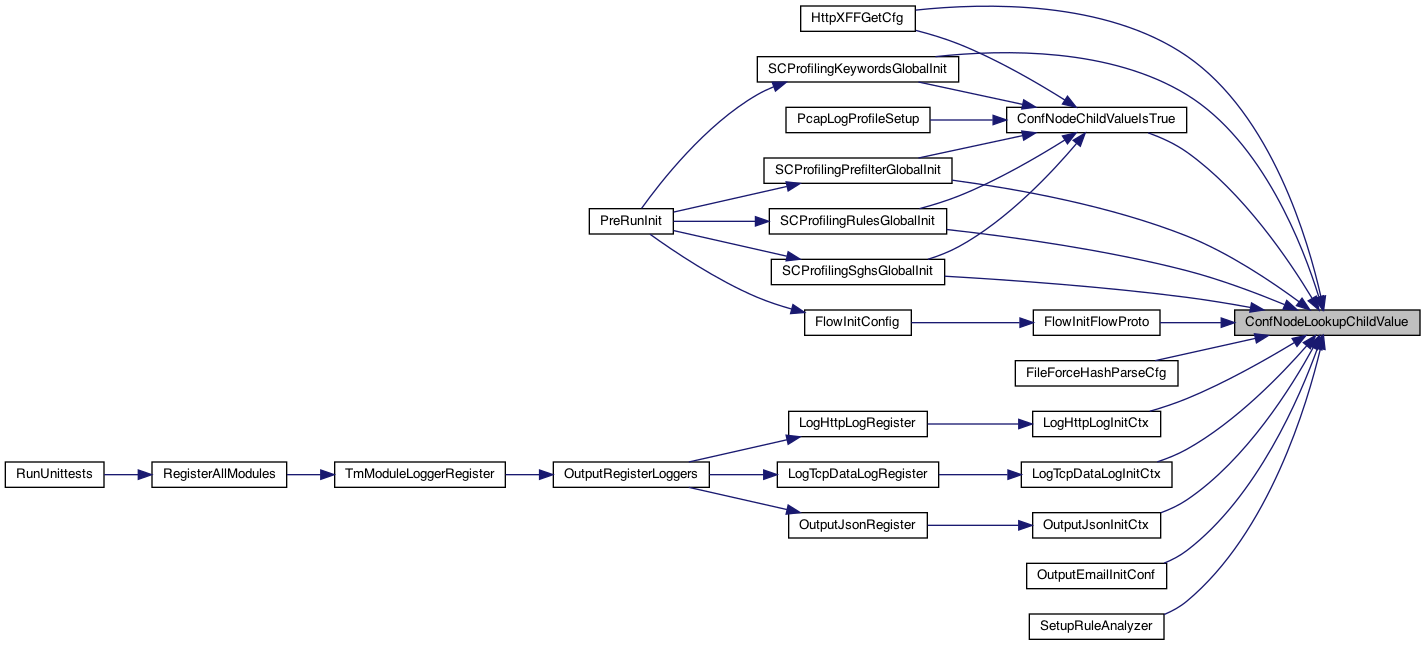 HttpXFFGetCfg
SCProfilingKeywordsGlobalInit
PcapLogProfileSetup
ConfNodeChildValueIsTrue
SCProfilingPrefilterGlobalInit
PreRunInit
SCProfilingRulesGlobalInit
SCProfilingSghsGlobalInit
FlowInitConfig
FlowInitFlowProto
ConfNodeLookupChildValue
FileForceHashParseCfg
LogHttpLogRegister
LogHttpLogInitCtx
RunUnittests
RegisterAllModules
TmModuleLoggerRegister
OutputRegisterLoggers
LogTcpDataLogRegister
LogTcpDataLogInitCtx
OutputJsonRegister
OutputJsonInitCtx
OutputEmailInitConf
SetupRuleAnalyzer